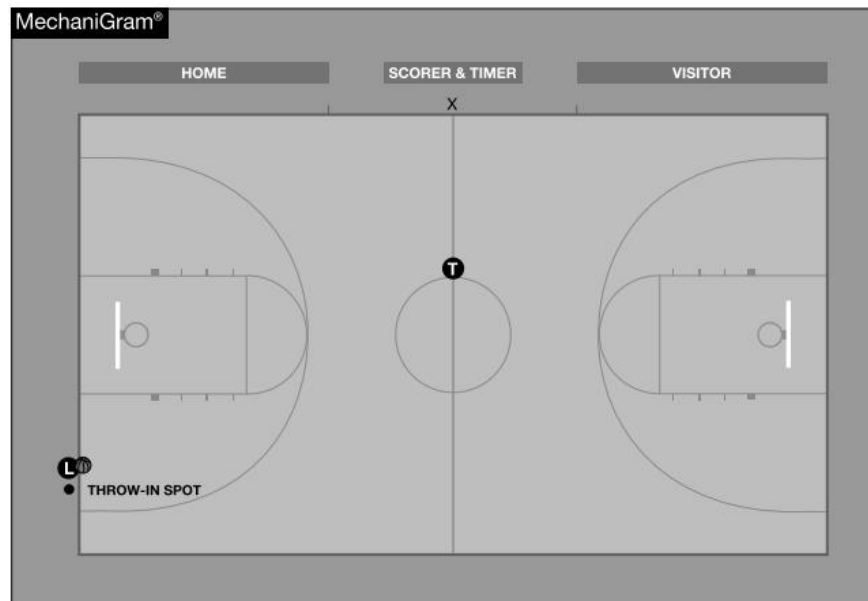 MechaniGram®
HOME
SCORER & TIMER
VISITOR
X
T
L
THROW-IN SPOT